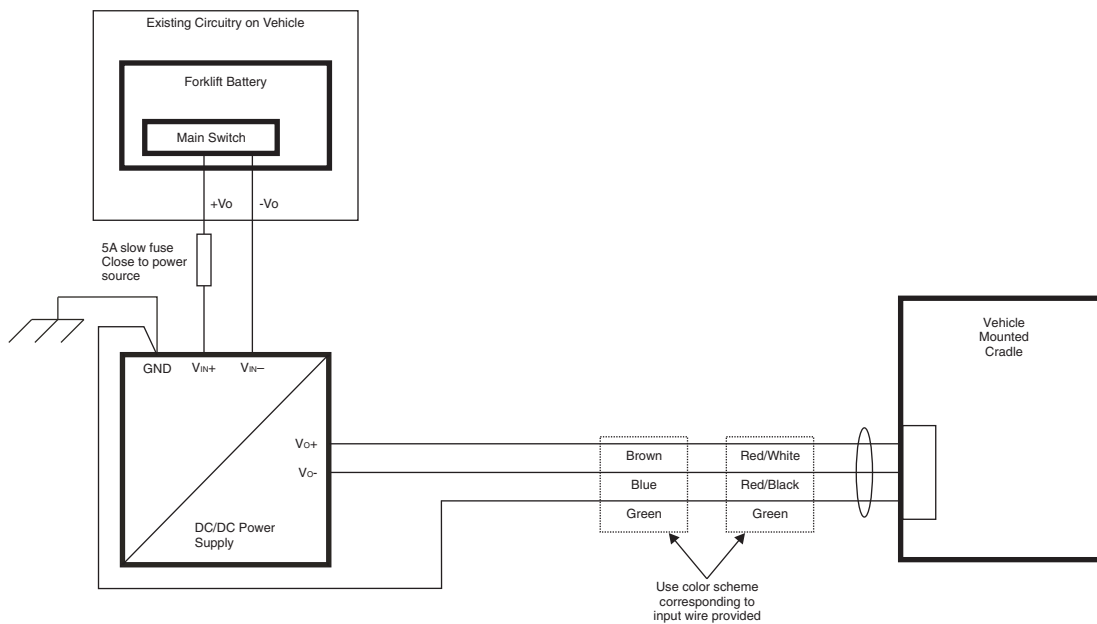 Existing Circuitry on Vehicle
Forklift Battery
Main Switch
+Vo
-Vo
5A slow fuse
Close to power
source
GND
VIN+
VIN–
VO+
VO-
DC/DC Power
Supply
Brown
Red/White
Blue
Red/Black
Green
Green
Use color scheme
corresponding to
input wire provided
Vehicle
Mounted
Cradle